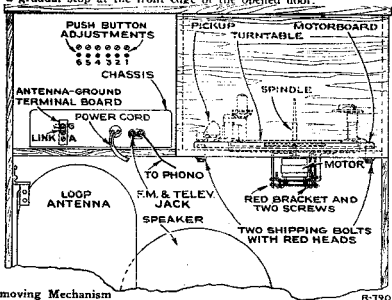 a gradual stop at the front edge of the opened door.
PUSH BUTTON
ADJUSTMENTS
6 5 4 3 2 1
CHASSIS
ANTENNA-GROUND
TERMINAL BOARD
POWER CORD
G
LINK
A
TO PHONO
F.M. & TELEV.
JACK
SPEAKER
LOOP
ANTENNA
PICKUP
TURNTABLE
MOTORBOARD
SPINDLE
MOTOR
RED BRACKET AND
TWO SCREWS
TWO SHIPPING BOLTS
WITH RED HEADS
moving Mechanism